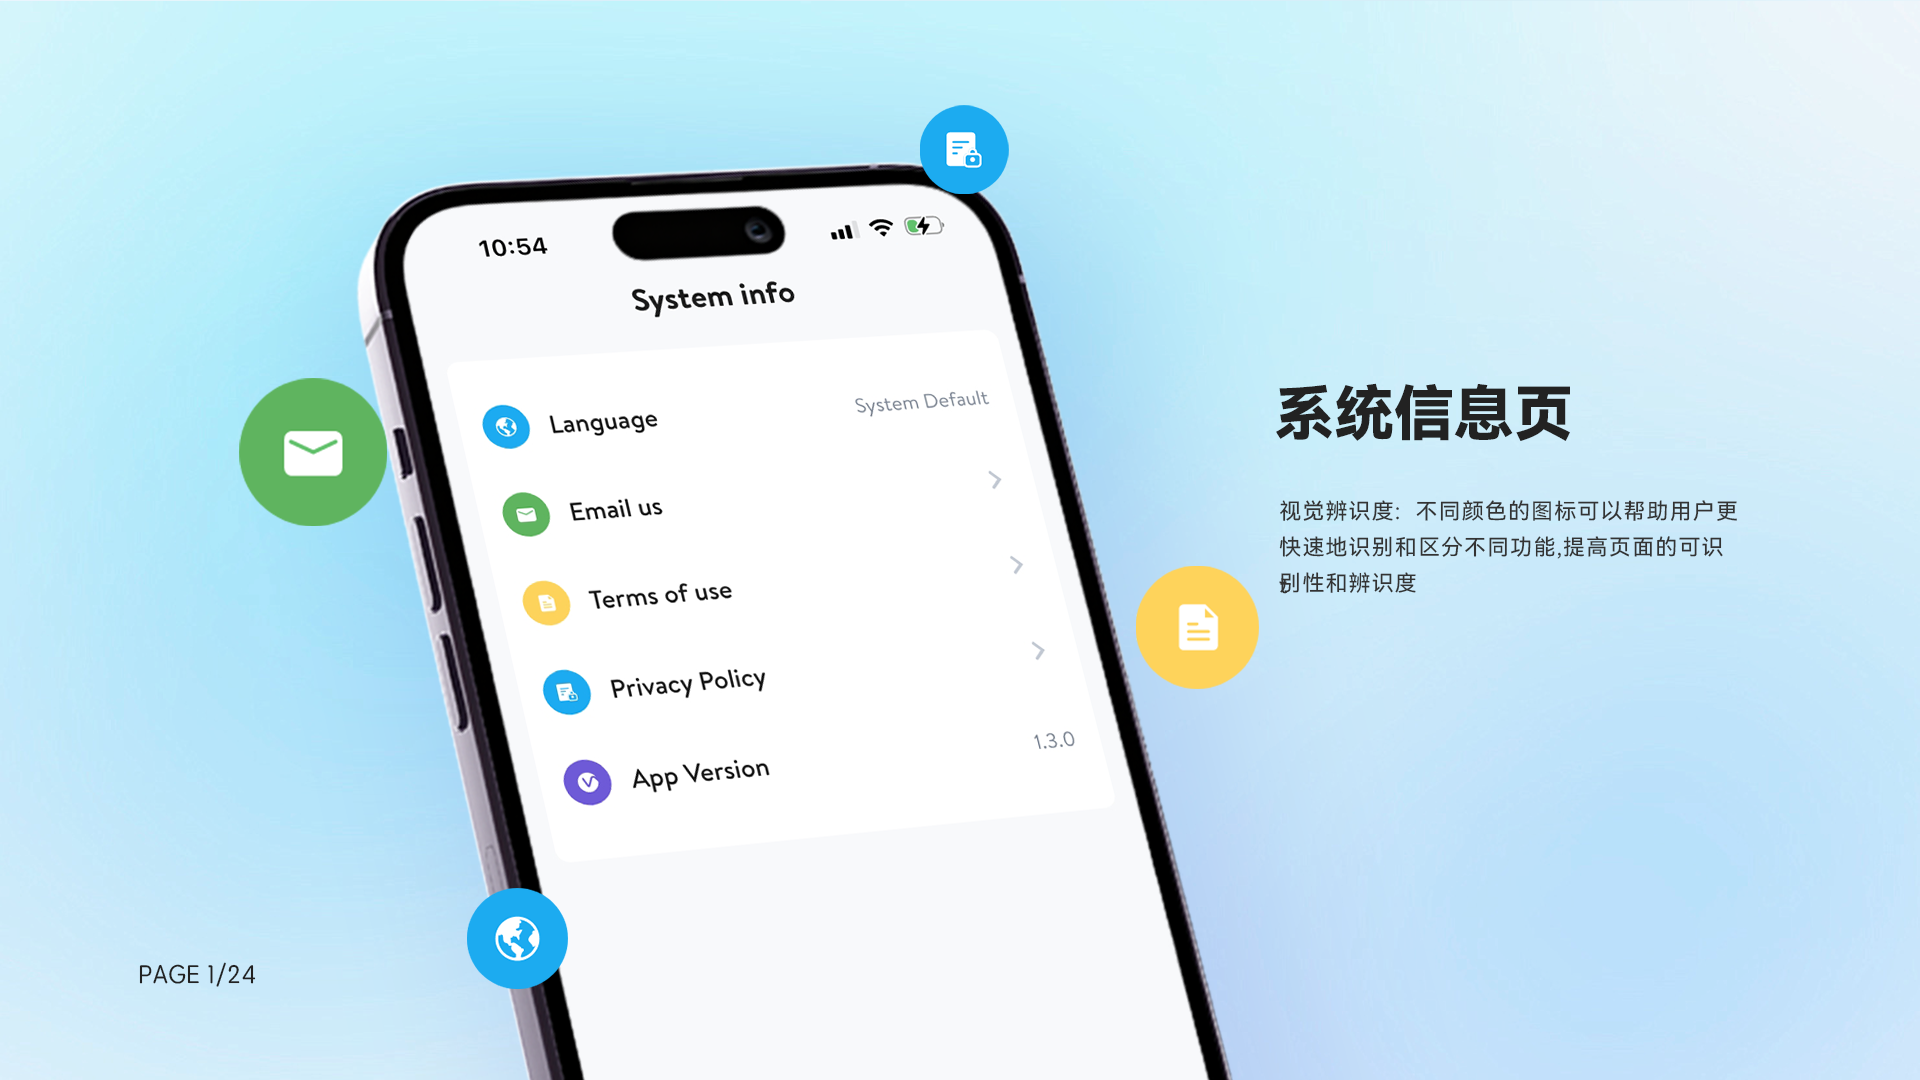 10:54
System info
Language
System Default
Email us
Terms of use
Privacy Policy
App Version
1.3.0
系统信息页
视觉辨识度：不同颜色的图标可以帮助用户更
快速地识别和区分不同功能,提高页面的可识
别性和辨识度
PAGE 1/24